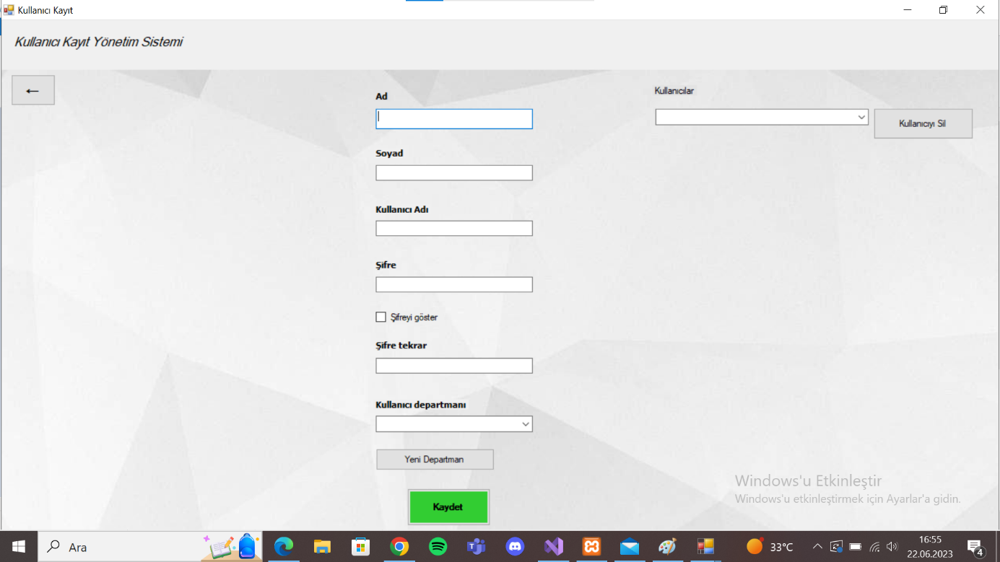 Kullanıcı Kayıt
Kullanıcı Kayıt Yönetim Sistemi
←
Ad
Soyad
Kullanıcı Adı
Şifre
Şifreyi göster
Şifre tekrar
Kullanıcı departmanı
Yeni Departman
Kaydet
Kullanıcılar
Kullanıcıyı Sil
Windows'u Etkinleştir
Windows'u etkinleştirmek için Ayarlar'a gidin.
Ara
33°C
16:55
22.06.2023
4